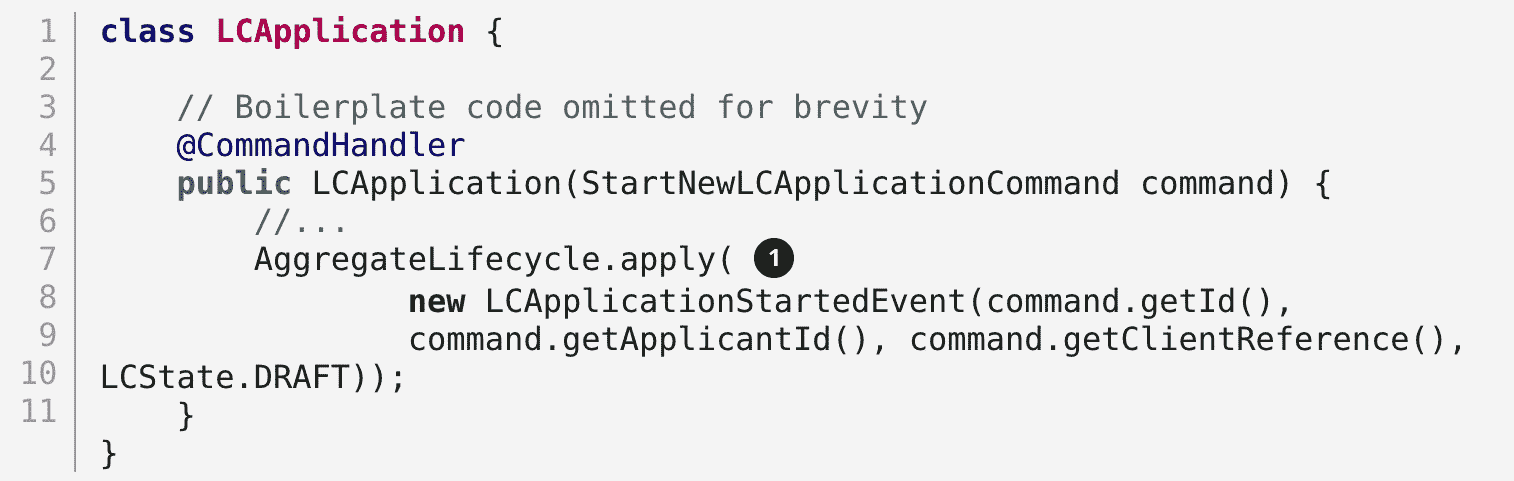 1 class LCApplication {
2
3     // Boilerplate code omitted for brevity
4     @CommandHandler
5     public LCApplication(StartNewLCApplicationCommand command) {
6         //...
7         AggregateLifecycle.apply( 1
8                 new LCApplicationStartedEvent(command.getId(),
9                 command.getApplicantId(), command.getClientReference(),
10 LCState.DRAFT));
11     }
}